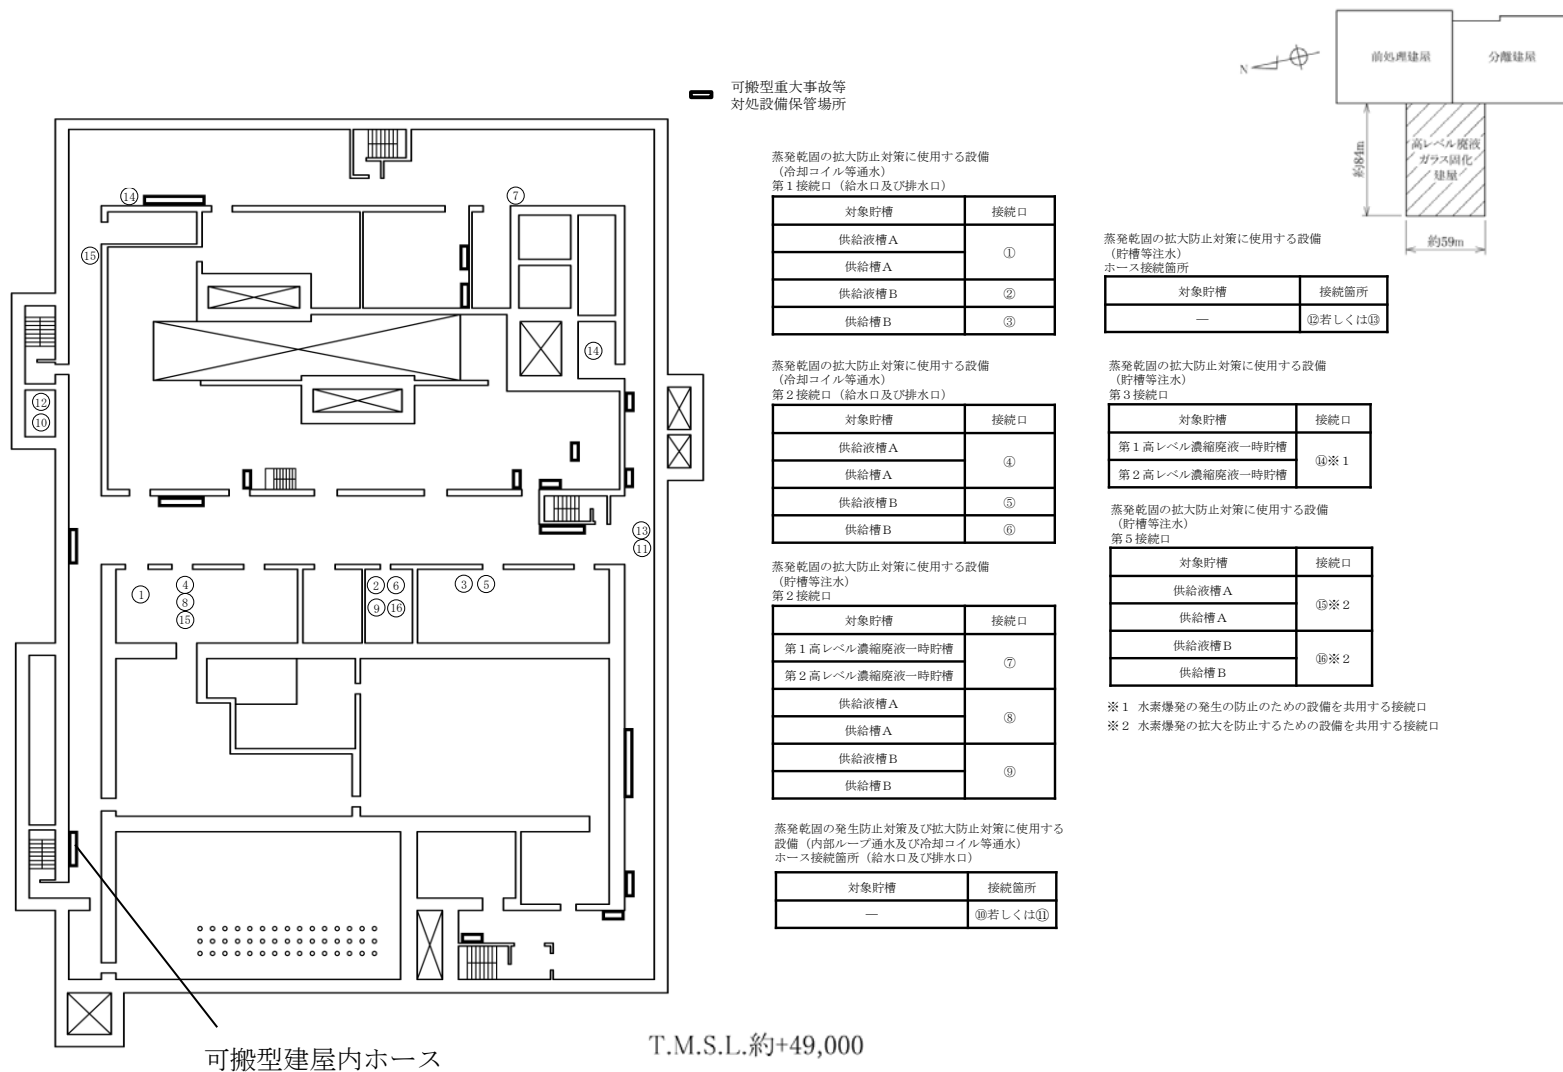 可搬型重大事故等
対処設備保管場所
前処理建屋
分離建屋
高レベル廃液
ガラス固化
建屋
約84m
約59m
N
蒸発乾固の拡大防止対策に使用する設備
（冷却コイル等通水）
第1接続口（給水口及び排水口）
対象貯槽 接続口
供給液槽A ①
供給槽A
供給液槽B ②
供給槽B ③
蒸発乾固の拡大防止対策に使用する設備
（冷却コイル等通水）
第2接続口（給水口及び排水口）
対象貯槽 接続口
供給液槽A ④
供給槽A
供給液槽B ⑤
供給槽B ⑥
蒸発乾固の拡大防止対策に使用する設備
（貯槽等注水）
第2接続口
対象貯槽 接続口
第1高レベル濃縮廃液一時貯槽 ⑦
第2高レベル濃縮廃液一時貯槽
供給液槽A ⑧
供給槽A
供給液槽B ⑨
供給槽B
蒸発乾固の発生防止対策及び拡大防止対策に使用する
設備（内部ループ通水及び冷却コイル等通水）
ホース接続箇所（給水口及び排水口）
対象貯槽 接続箇所
― ⑩若しくは⑪
蒸発乾固の拡大防止対策に使用する設備
（貯槽等注水）
ホース接続箇所
対象貯槽 接続箇所
― ⑫若しくは⑬
蒸発乾固の拡大防止対策に使用する設備
（貯槽等注水）
第3接続口
対象貯槽 接続口
第1高レベル濃縮廃液一時貯槽 ⑭※1
第2高レベル濃縮廃液一時貯槽
蒸発乾固の拡大防止対策に使用する設備
（貯槽等注水）
第5接続口
対象貯槽 接続口
供給液槽A ⑮※2
供給槽A
供給液槽B ⑯※2
供給槽B
※1 水素爆発の発生の防止のための設備を共用する接続口
※2 水素爆発の拡大を防止するための設備を共用する接続口
⑭
⑦
⑮
⑭
⑫
⑩
⑬
⑪
①
④
⑧
⑮
② ⑥
⑨ ⑯
③ ⑤
可搬型建屋内ホース
T.M.S.L.約+49,000